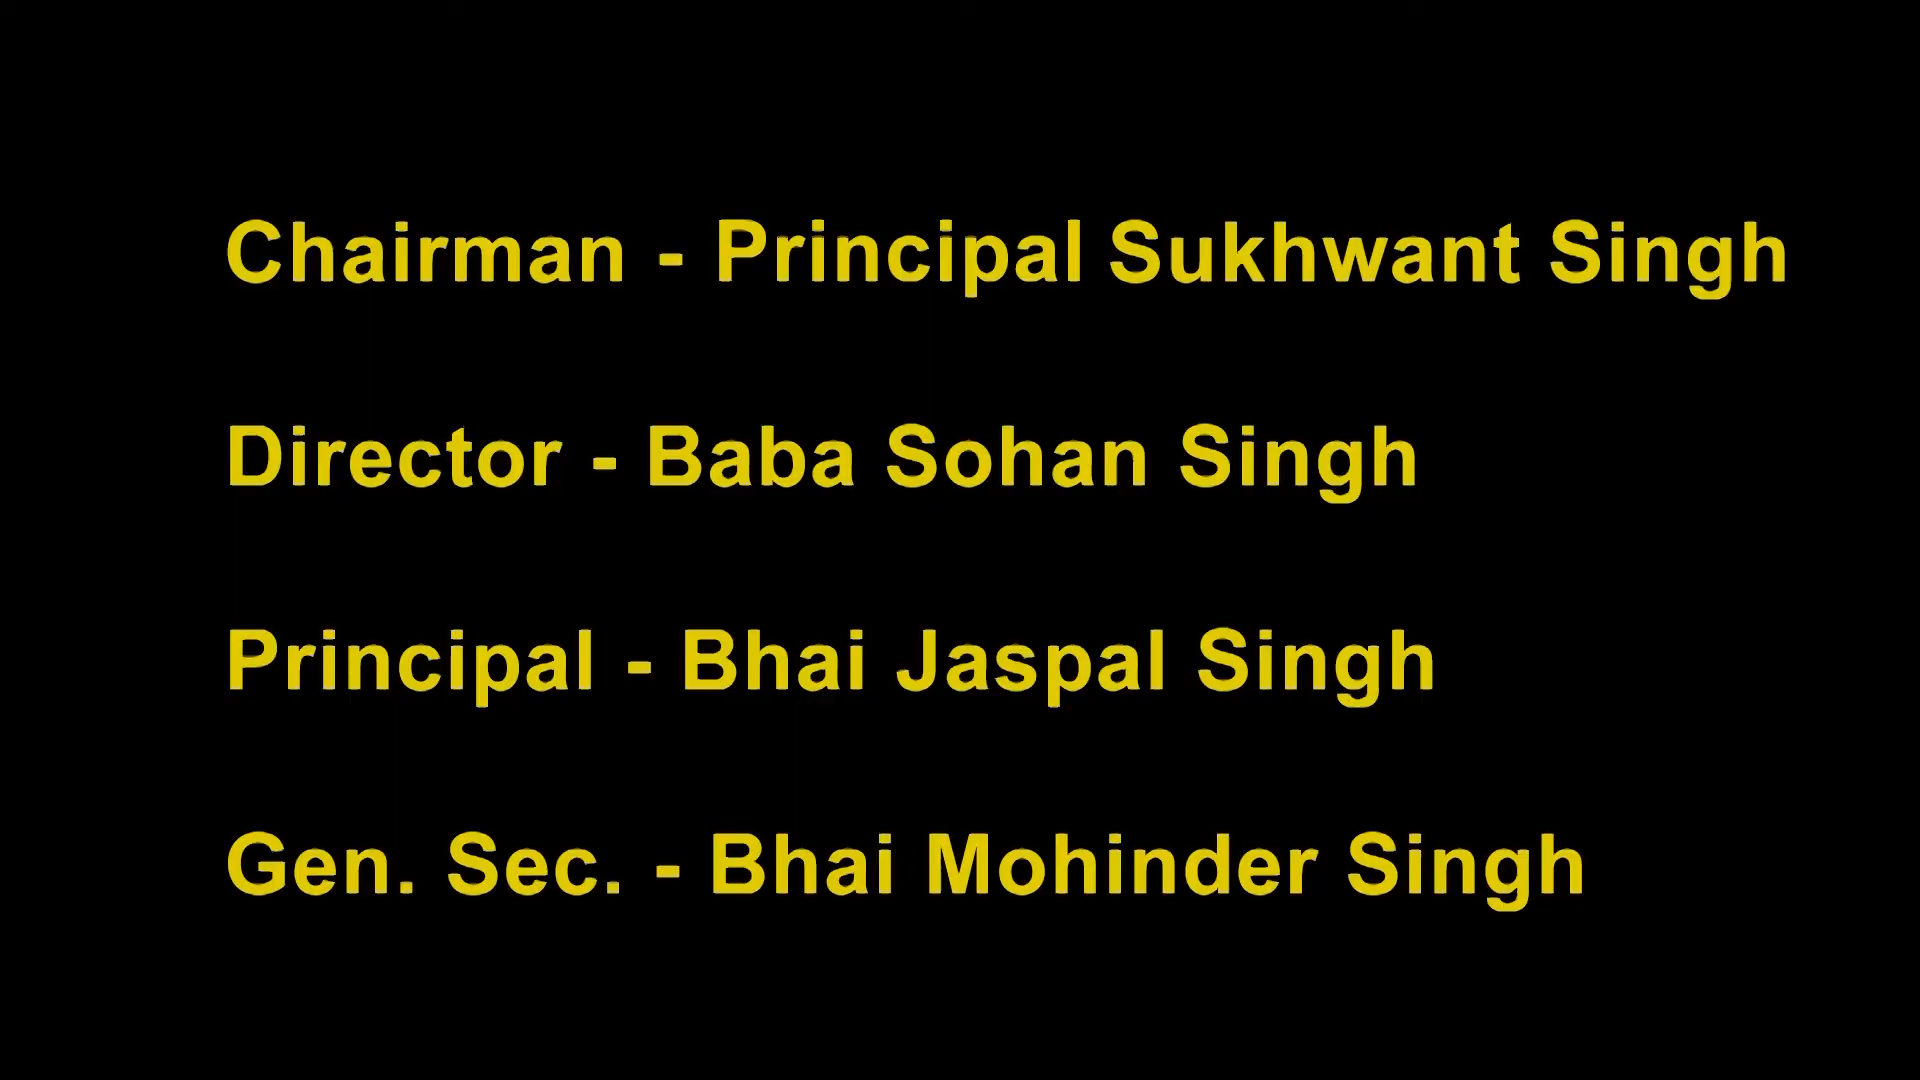 Chairman - Principal Sukhwant Singh
Director - Baba Sohan Singh
Principal - Bhai Jaspal Singh
Gen. Sec. - Bhai Mohinder Singh